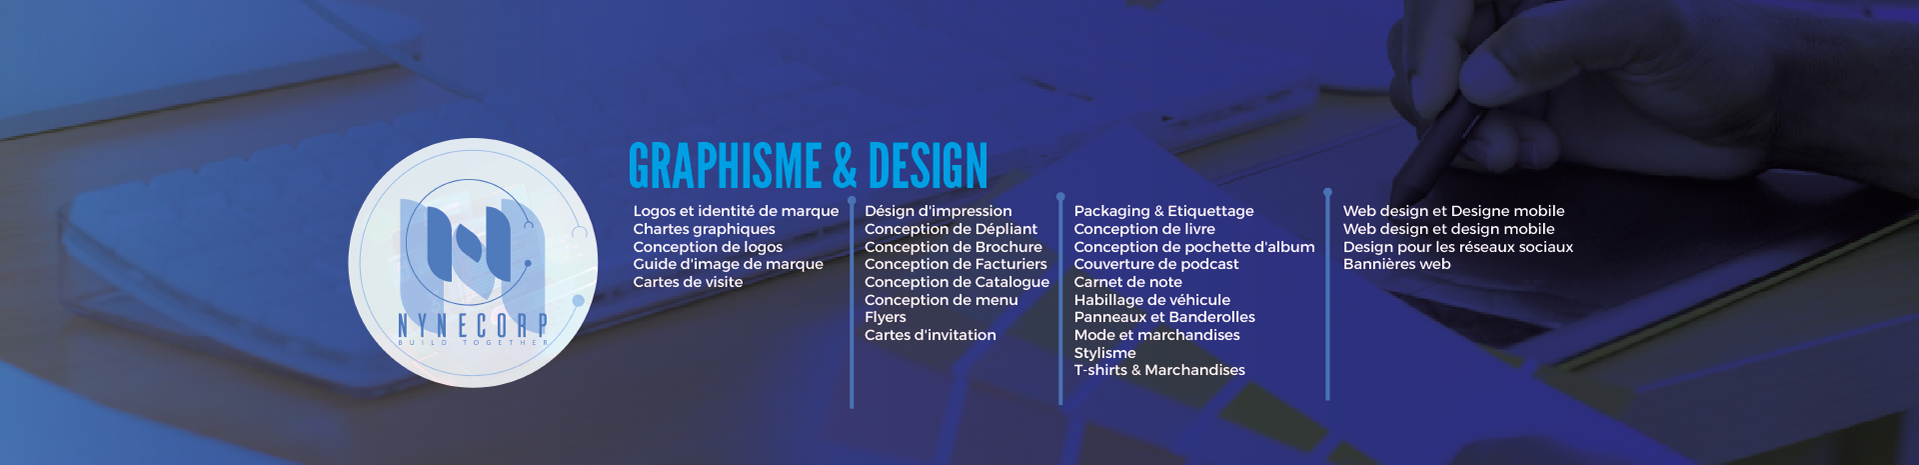 GRAPHISME & DESIGN
Logos et identité de marque
Chartes graphiques
Conception de logos
Guide d'image de marque
Cartes de visite
Désign d'impression
Conception de Dépliant
Conception de Brochure
Conception de Facturiers
Conception de Catalogue
Conception de menu
Flyers
Cartes d'invitation
Packaging & Etiquettage
Conception de livre
Conception de pochette d'album
Couverture de podcast
Carnet de note
Habillage de véhicule
Panneaux et Banderolles
Mode et marchandises
Stylisme
T-shirts & Marchandises
Web design et Designe mobile
Web design et design mobile
Design pour les réseaux sociaux
Bannières web
NYNECORP
BUILD TOGETHER